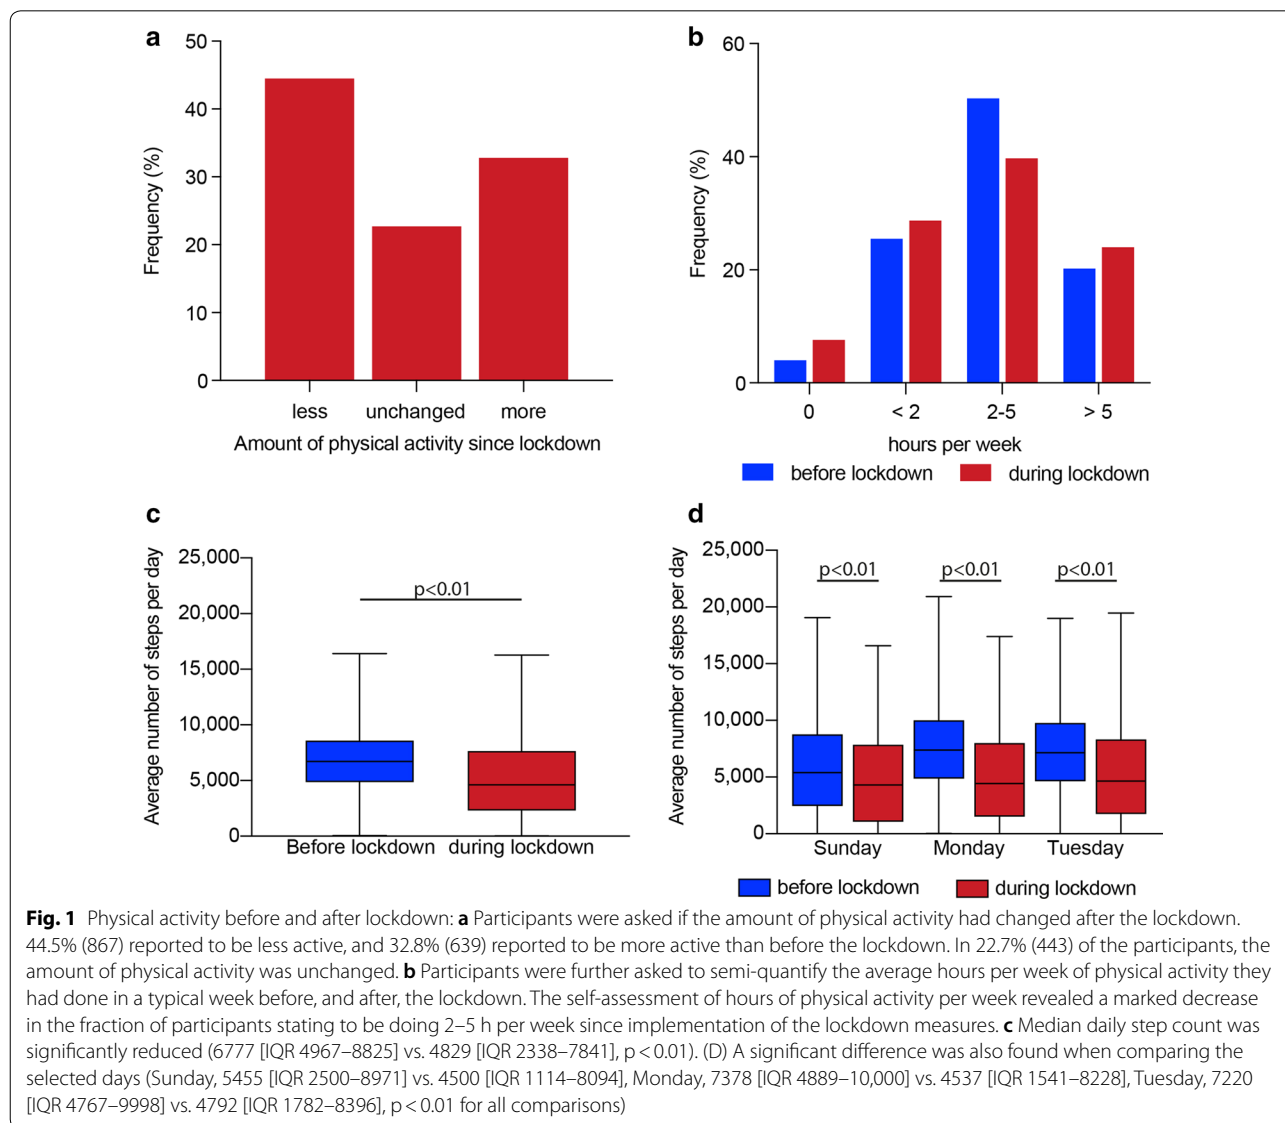 a
50
40
30
20
10
0
Frequency (%)
less unchanged more
Amount of physical activity since lockdown
b
60
40
20
0
Frequency (%)
0 < 2 2-5 > 5
hours per week
before lockdown during lockdown
c
25,000
20,000
15,000
10,000
5,000
0
Average number of steps per day
p<0.01
Before lockdown during lockdown
d
25,000
20,000
15,000
10,000
5,000
0
Average number of steps per day
p<0.01 p<0.01 p<0.01
Sunday Monday Tuesday
before lockdown during lockdown
Fig. 1 Physical activity before and after lockdown: a Participants were asked if the amount of physical activity had changed after the lockdown.
44.5% (867) reported to be less active, and 32.8% (639) reported to be more active than before the lockdown. In 22.7% (443) of the participants, the
amount of physical activity was unchanged. b Participants were further asked to semi-quantify the average hours per week of physical activity they
had done in a typical week before, and after, the lockdown. The self-assessment of hours of physical activity per week revealed a marked decrease
in the fraction of participants stating to be doing 2–5 h per week since implementation of the lockdown measures. c Median daily step count was
significantly reduced (6777 [IQR 4967–8825] vs. 4829 [IQR 2338–7841], p < 0.01). (D) A significant difference was also found when comparing the
selected days (Sunday, 5455 [IQR 2500–8971] vs. 4500 [IQR 1114–8094], Monday, 7378 [IQR 4889–10,000] vs. 4537 [IQR 1541–8228], Tuesday, 7220
[IQR 4767–9998] vs. 4792 [IQR 1782–8396], p < 0.01 for all comparisons)